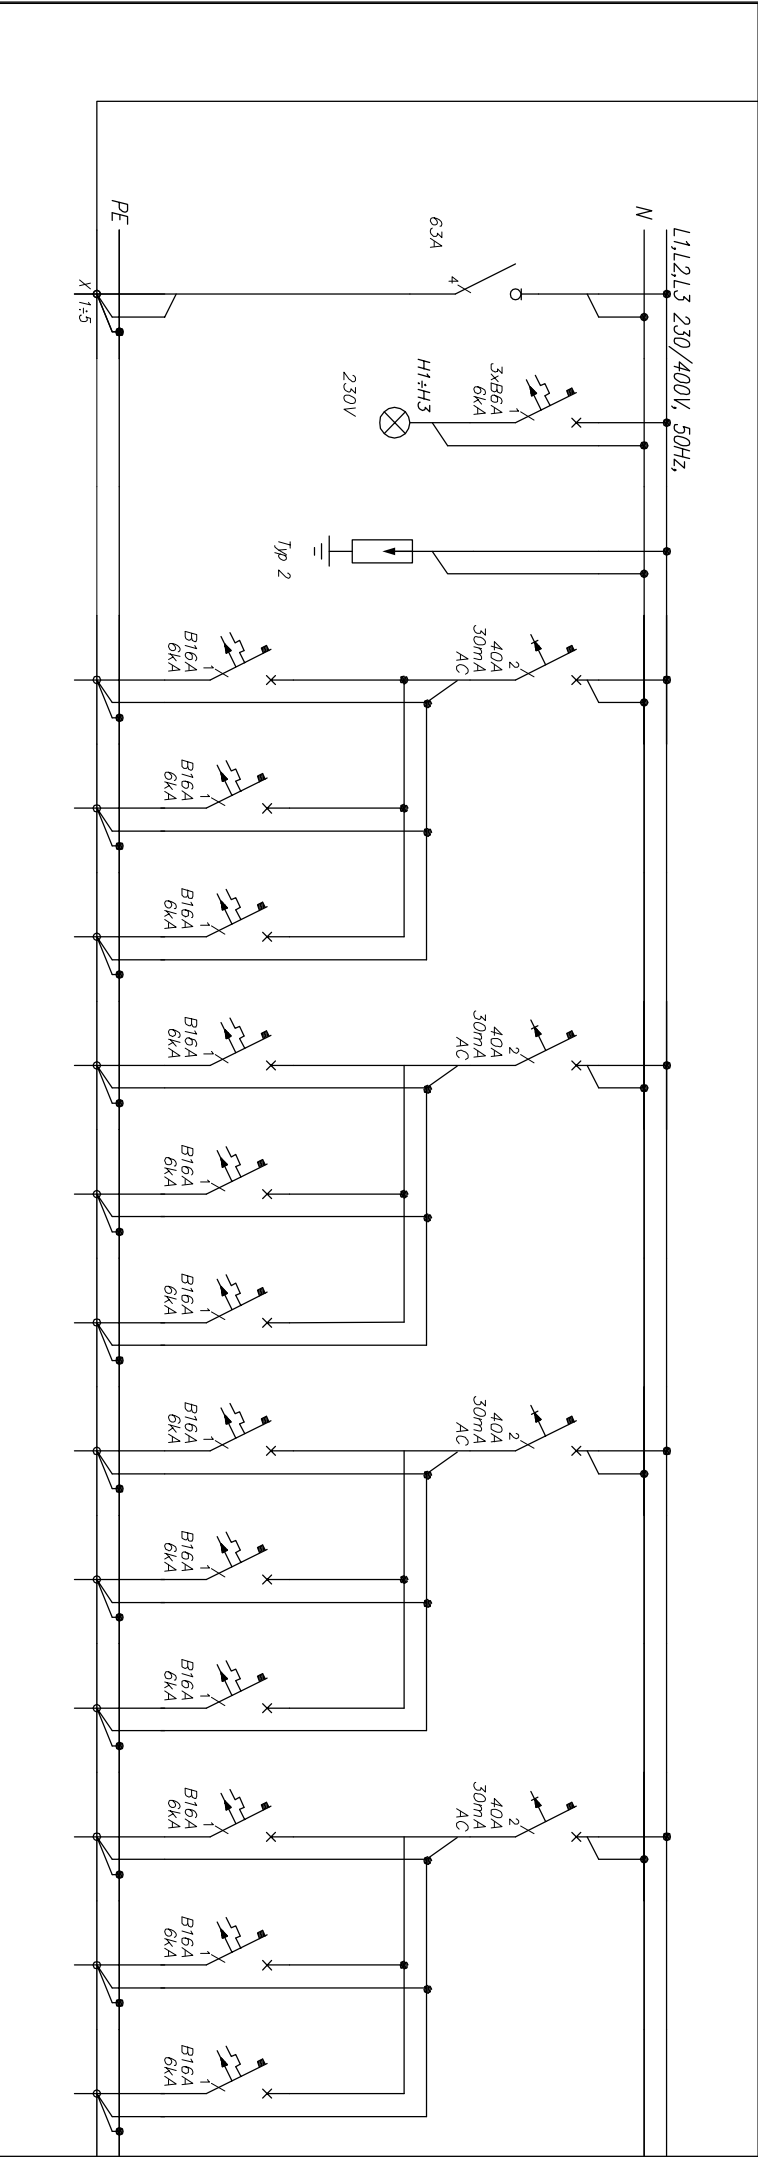 L1,L2,L3 230/400V, 50Hz,
N
63A
4
PE
X 1÷5
3xB6A
6kA
1
H1÷H3
230V
Typ 2
40A
30mA
AC
2
B16A
6kA
1
B16A
6kA
1
B16A
6kA
1
40A
30mA
AC
2
B16A
6kA
1
B16A
6kA
1
B16A
6kA
1
40A
30mA
AC
2
B16A
6kA
1
B16A
6kA
1
B16A
6kA
1
40A
30mA
AC
2
B16A
6kA
1
B16A
6kA
1
B16A
6kA
1